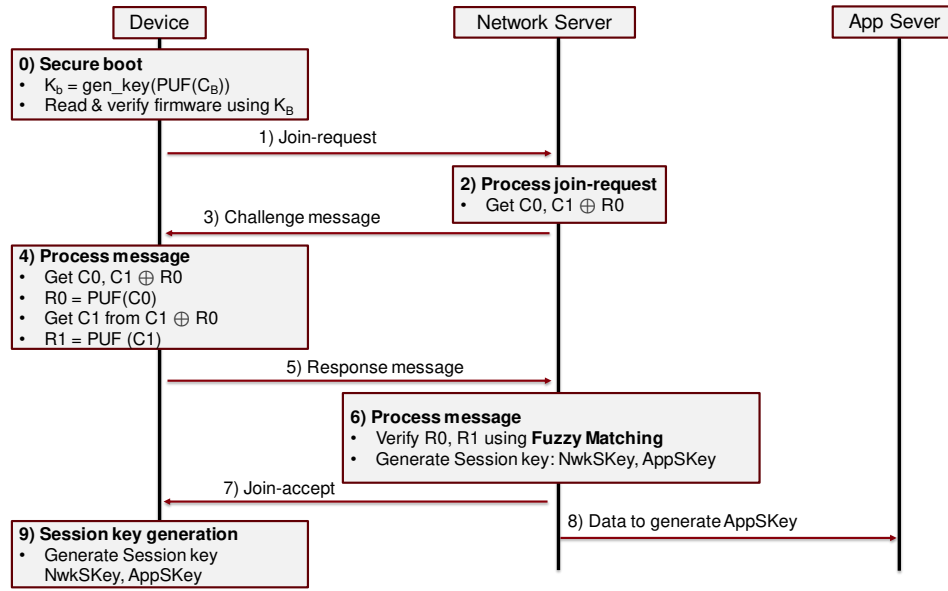 Device
Network Server
App Sever
0) Secure boot
• K_b = gen_key(PUF(C_B))
• Read & verify firmware using K_B
1) Join-request
2) Process join-request
• Get C0, C1 ⊕ R0
3) Challenge message
4) Process message
• Get C0, C1 ⊕ R0
• R0 = PUF(C0)
• Get C1 from C1 ⊕ R0
• R1 = PUF (C1)
5) Response message
6) Process message
• Verify R0, R1 using Fuzzy Matching
• Generate Session key: NwkSKey, AppSKey
7) Join-accept
8) Data to generate AppSKey
9) Session key generation
• Generate Session key
NwkSKey, AppSKey